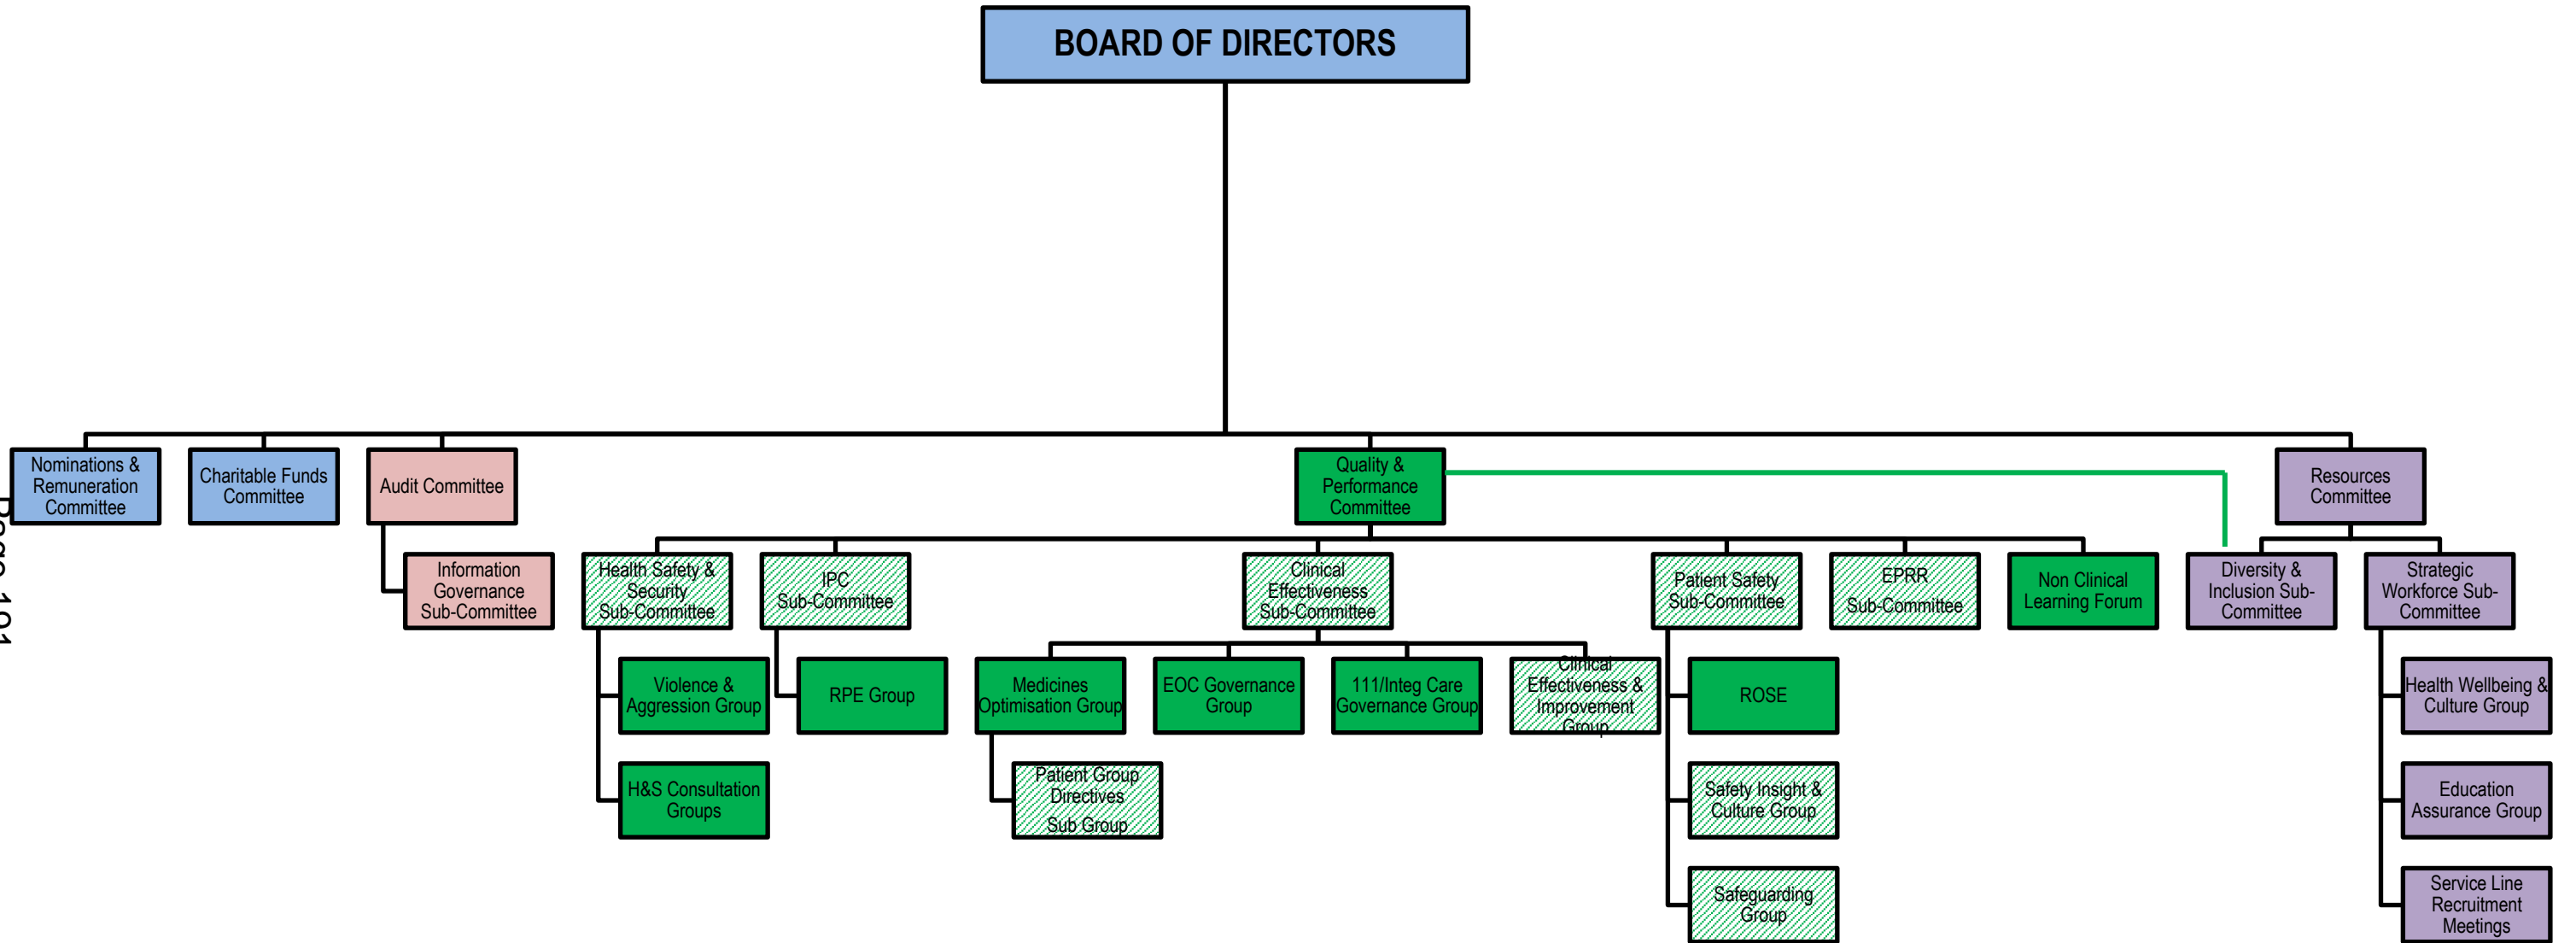 BOARD OF DIRECTORS
Nominations &
Remuneration
Committee
Charitable Funds
Committee
Audit Committee
Quality &
Performance
Committee
Resources
Committee
Information
Governance
Sub-Committee
Health Safety &
Security
Sub-Committee
IPC
Sub-Committee
Clinical
Effectiveness
Sub-Committee
Patient Safety
Sub-Committee
EPRR
Sub-Committee
Non Clinical
Learning Forum
Diversity &
Inclusion Sub-
Committee
Strategic
Workforce Sub-
Committee
Violence &
Aggression Group
RPE Group
Medicines
Optimisation Group
EOC Governance
Group
111/Integ Care
Governance Group
Clinical
Effectiveness &
Improvement
Group
ROSE
Health Wellbeing &
Culture Group
H&S Consultation
Groups
Patient Group
Directives
Sub Group
Safety Insight &
Culture Group
Education
Assurance Group
Safeguarding
Group
Service Line
Recruitment
Meetings